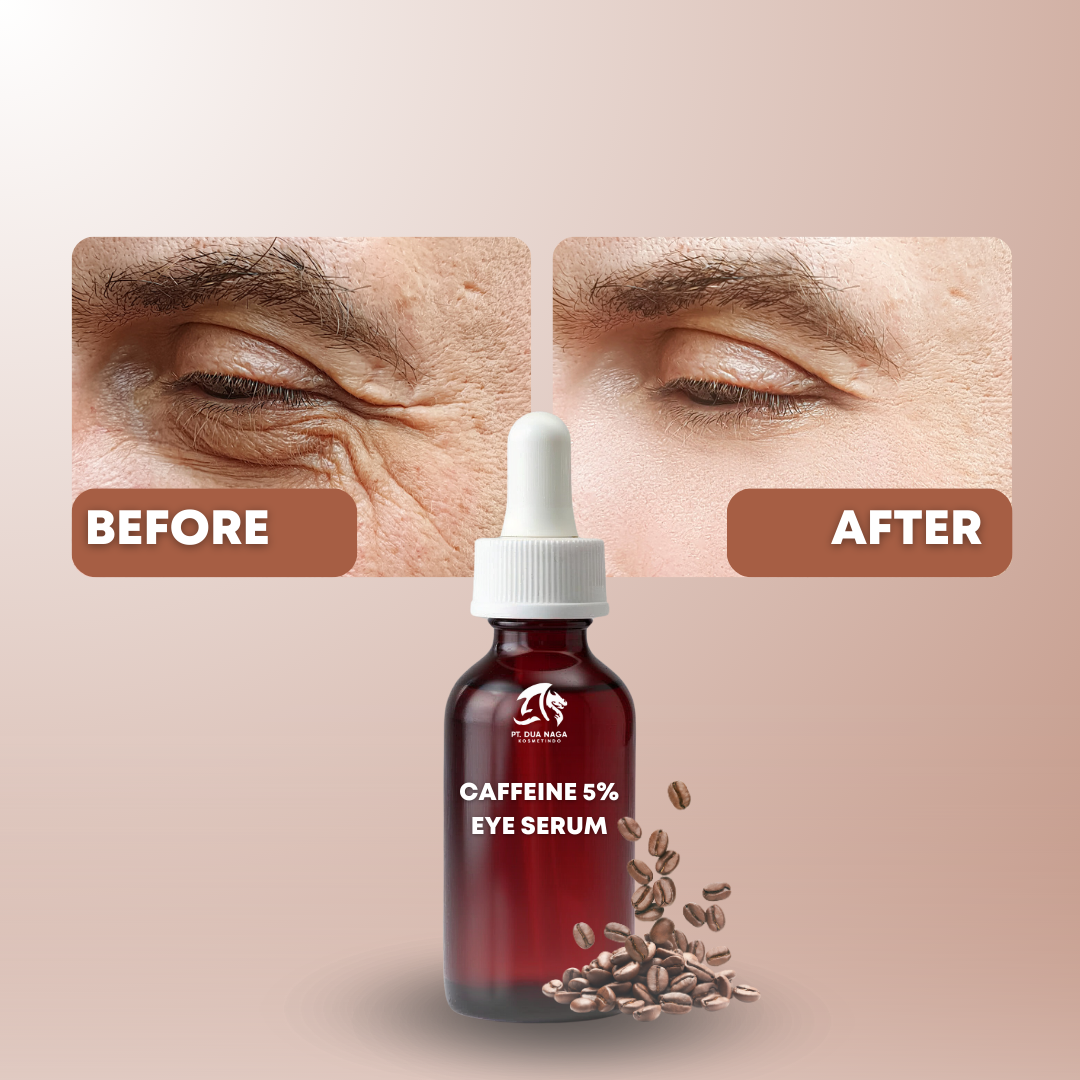 BEFORE
AFTER
PT. DUA NAGA
KOSMETINDO
CAFFEINE 5%
EYE SERUM